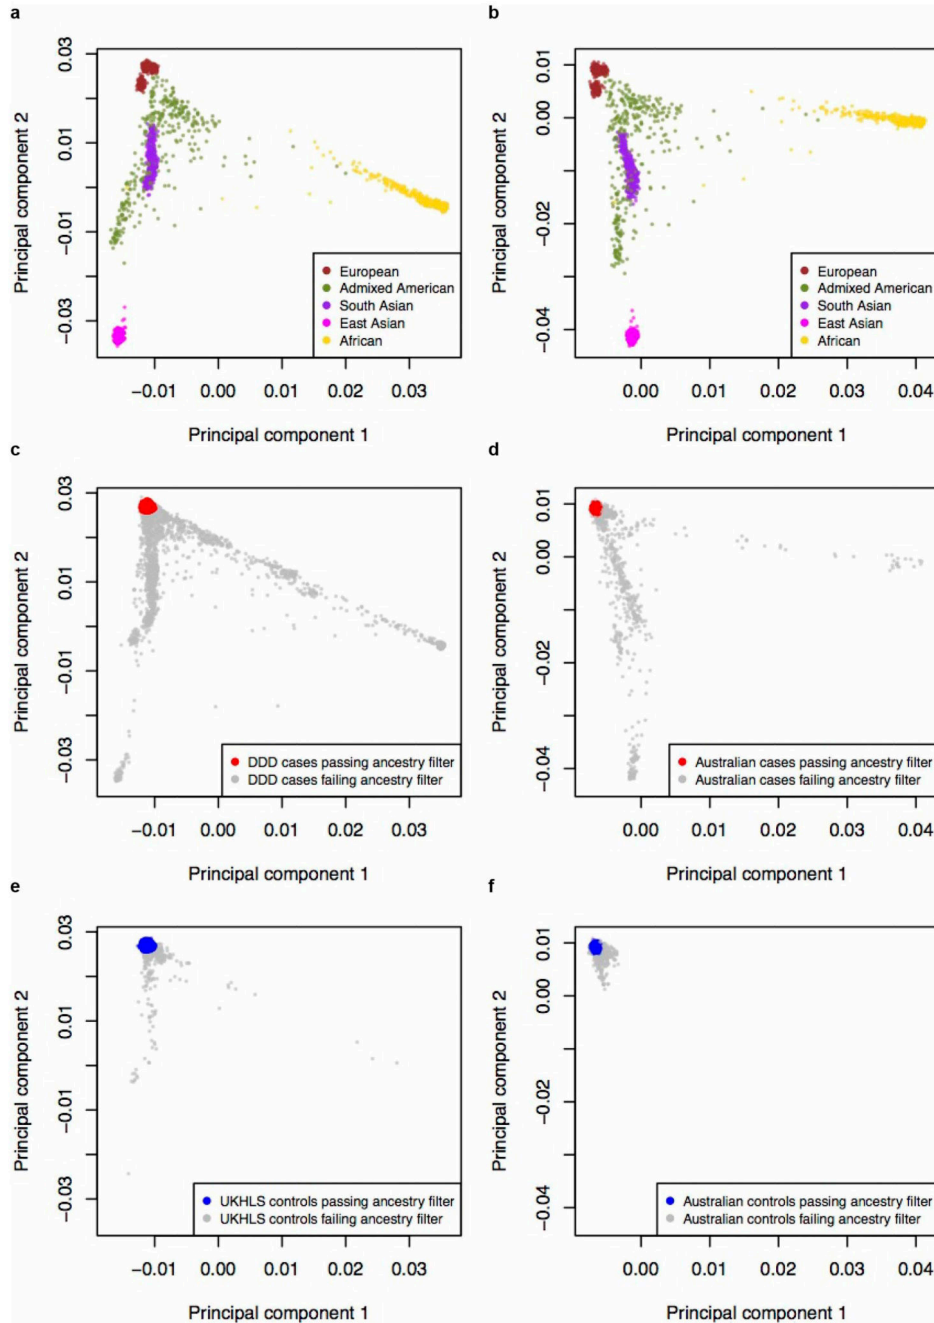 a
0.03
0.01
−0.01
−0.03
Principal component 2
European
Admixed American
South Asian
East Asian
African
−0.01 0.00 0.01 0.02 0.03
Principal component 1
b
0.01
0.00
−0.02
−0.04
Principal component 2
European
Admixed American
South Asian
East Asian
African
0.00 0.01 0.02 0.03 0.04
Principal component 1
c
0.03
0.01
−0.01
−0.03
Principal component 2
DDD cases passing ancestry filter
DDD cases failing ancestry filter
−0.01 0.00 0.01 0.02 0.03
Principal component 1
d
0.01
0.00
−0.02
−0.04
Principal component 2
Australian cases passing ancestry filter
Australian cases failing ancestry filter
0.00 0.01 0.02 0.03 0.04
Principal component 1
e
0.03
0.01
−0.01
−0.03
Principal component 2
UKHLS controls passing ancestry filter
UKHLS controls failing ancestry filter
−0.01 0.00 0.01 0.02 0.03
Principal component 1
f
0.01
0.00
−0.02
−0.04
Principal component 2
Australian controls passing ancestry filter
Australian controls failing ancestry filter
0.00 0.01 0.02 0.03 0.04
Principal component 1